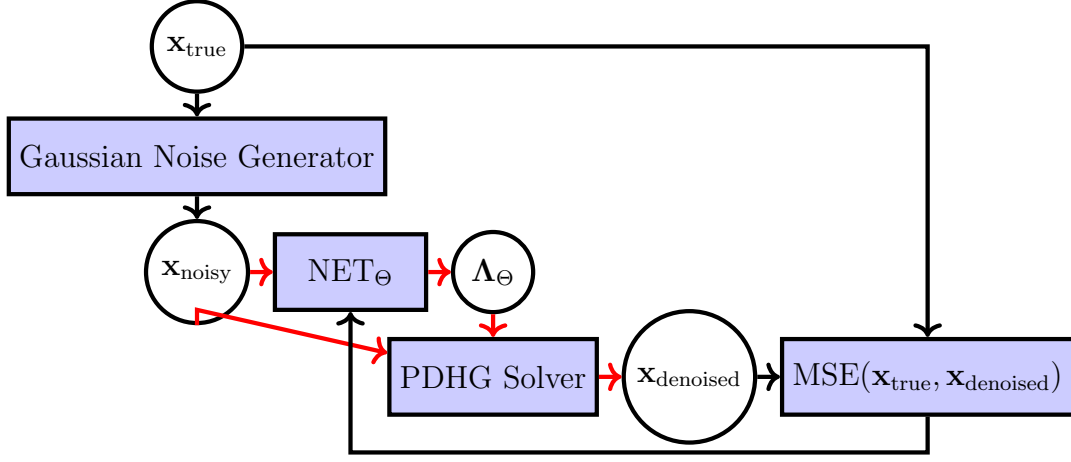 x_true
Gaussian Noise Generator
x_noisy
NET_Θ
Λ_Θ
PDHG Solver
x_denoised
MSE(x_true, x_denoised)